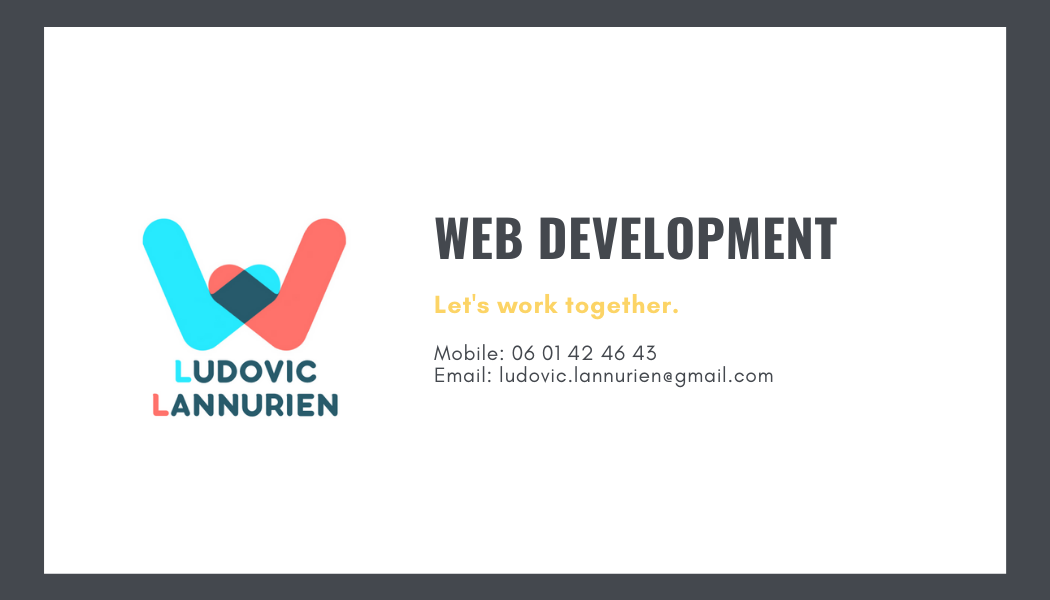 LUDOVIC
LANNURIEN
WEB DEVELOPMENT
Let's work together.
Mobile: 06 01 42 46 43
Email: ludovic.lannurien@gmail.com